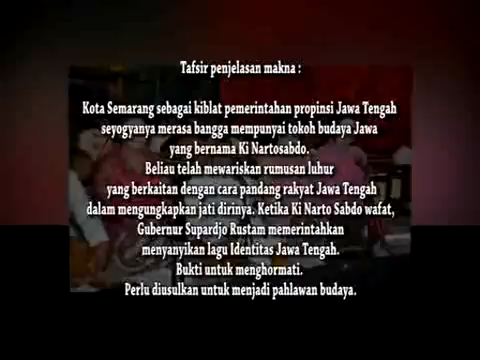 Tafsir penjelasan makna :
Kota Semarang sebagai kiblat pemerintahan propinsi Jawa Tengah
seyogyanya merasa bangga mempunyai tokoh budaya Jawa
yang bernama Ki Nartosabdo.
Beliau telah mewariskan rumusan luhur
yang berkaitan dengan cara pandang rakyat Jawa Tengah
dalam mengungkapkan jati dirinya. Ketika Ki Narto Sabdo wafat,
Gubernur Supardjo Rustam memerintahkan
menyanyikan lagu Identitas Jawa Tengah.
Bukti untuk menghormati.
Perlu diusulkan untuk menjadi pahlawan budaya.